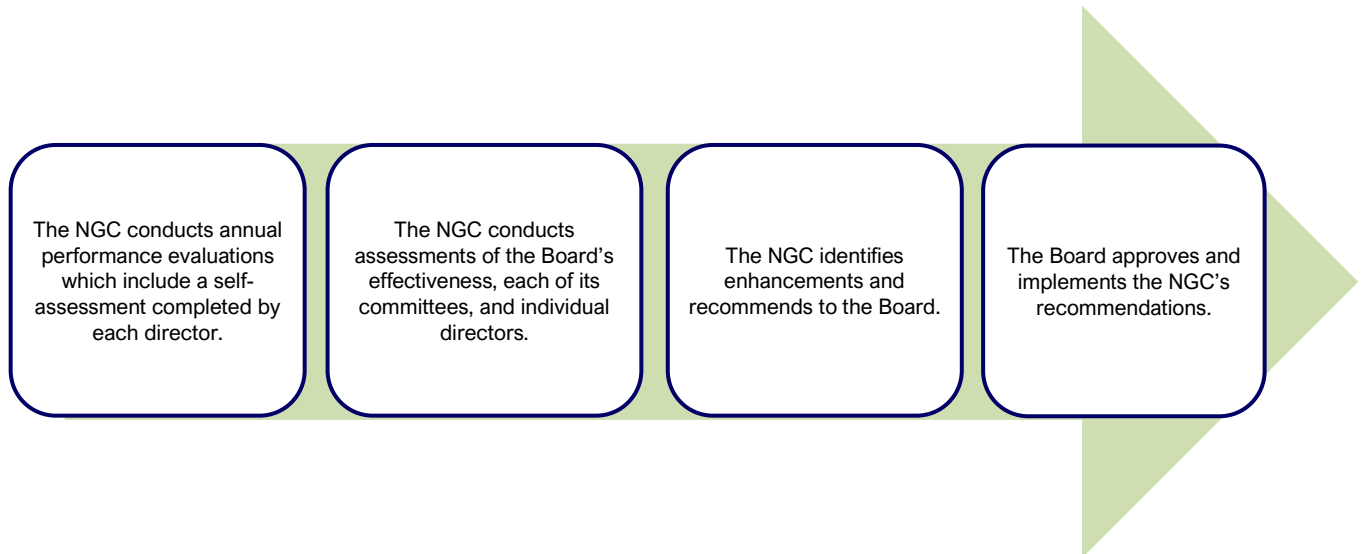 The NGC conducts annual
performance evaluations
which include a self-
assessment completed by
each director.
The NGC conducts
assessments of the Board’s
effectiveness, each of its
committees, and individual
directors.
The NGC identifies
enhancements and
recommends to the Board.
The Board approves and
implements the NGC’s
recommendations.